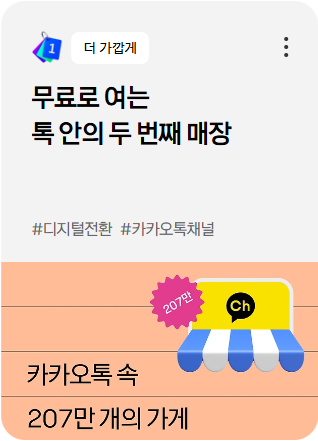 1
더 가깝게
무료로 여는
톡 안의 두 번째 매장
#디지털전환 #카카오톡채널
207만
Ch
카카오톡 속
207만 개의 가게